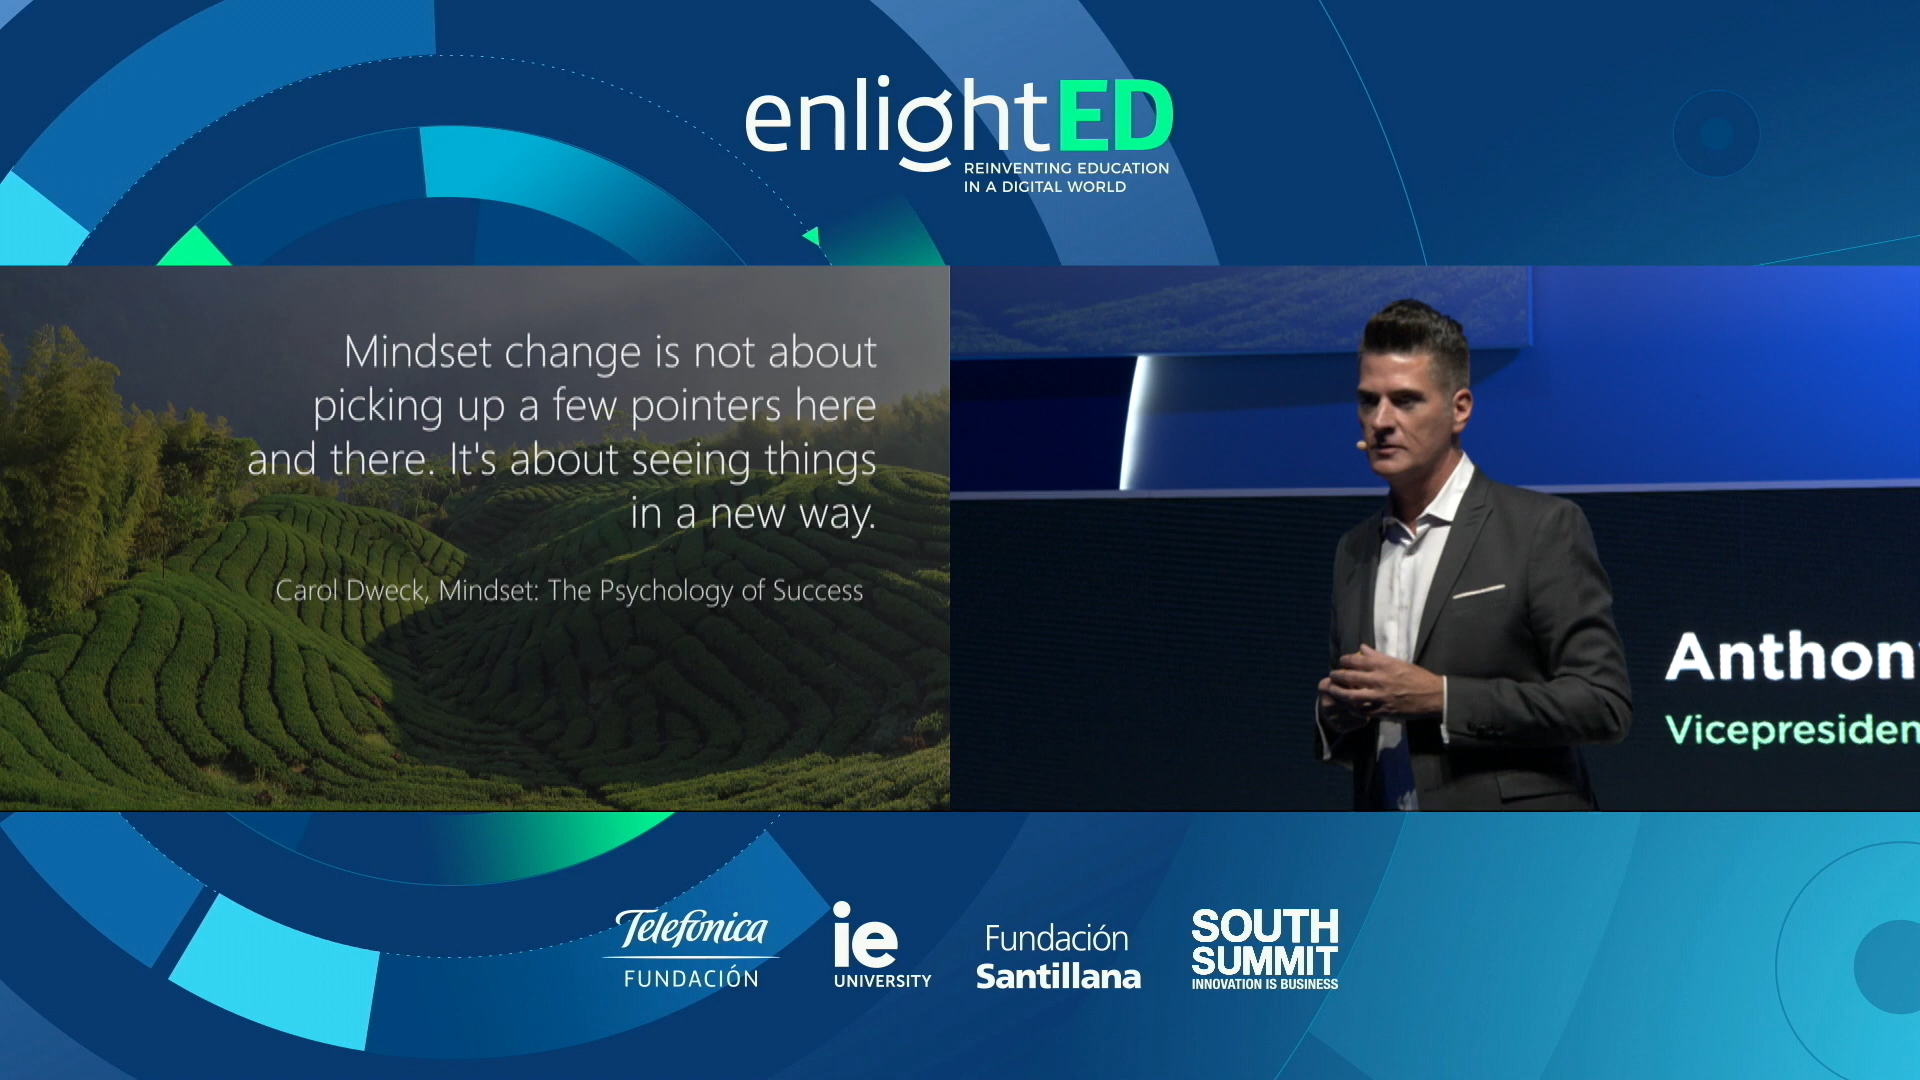 enlightED
REINVENTING EDUCATION
IN A DIGITAL WORLD
Mindset change is not about
picking up a few pointers here
and there. It's about seeing things
in a new way.
Carol Dweck, Mindset: The Psychology of Success
Anthon
Vicepresiden
Telefónica
FUNDACIÓN
ie
UNIVERSITY
Fundación
Santillana
SOUTH
SUMMIT
INNOVATION IS BUSINESS